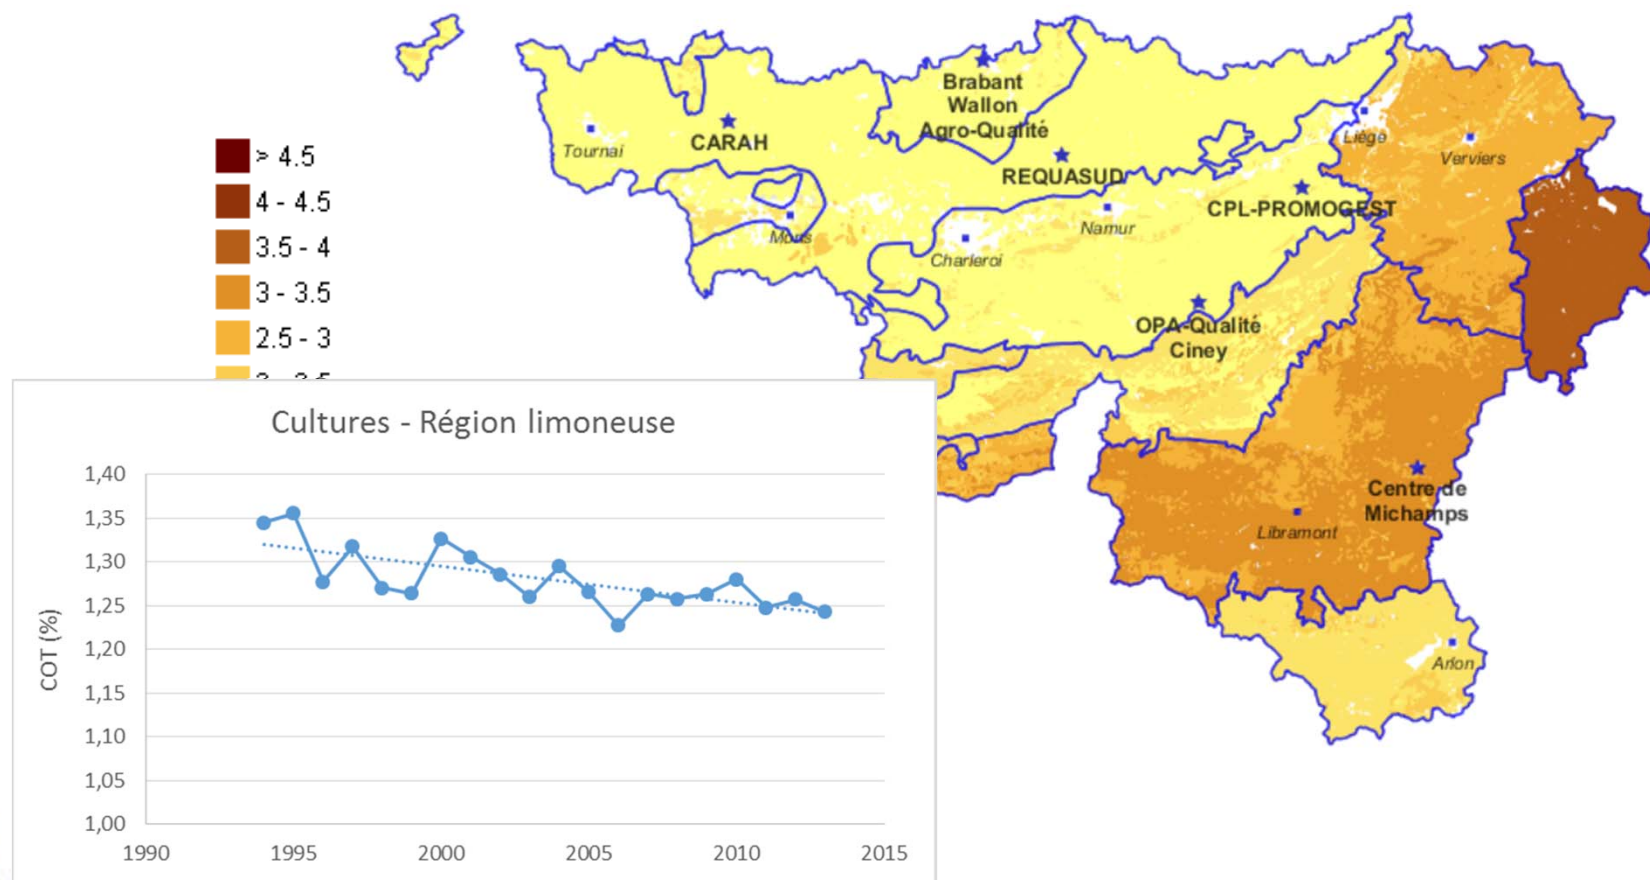 > 4.5
4 - 4.5
3.5 - 4
3 - 3.5
2.5 - 3
Brabant
Wallon
Agro-Qualité
CARAH
Tournai
REQUASUD
Liège
Verviers
CPL-PROMOGEST
Mons
Namur
Charleroi
OPA-Qualité
Ciney
Centre de
Michamps
Libramont
Arlon
Cultures - Région limoneuse
COT (%)
1,40
1,35
1,30
1,25
1,20
1,15
1,10
1,05
1,00
1990 1995 2000 2005 2010 2015